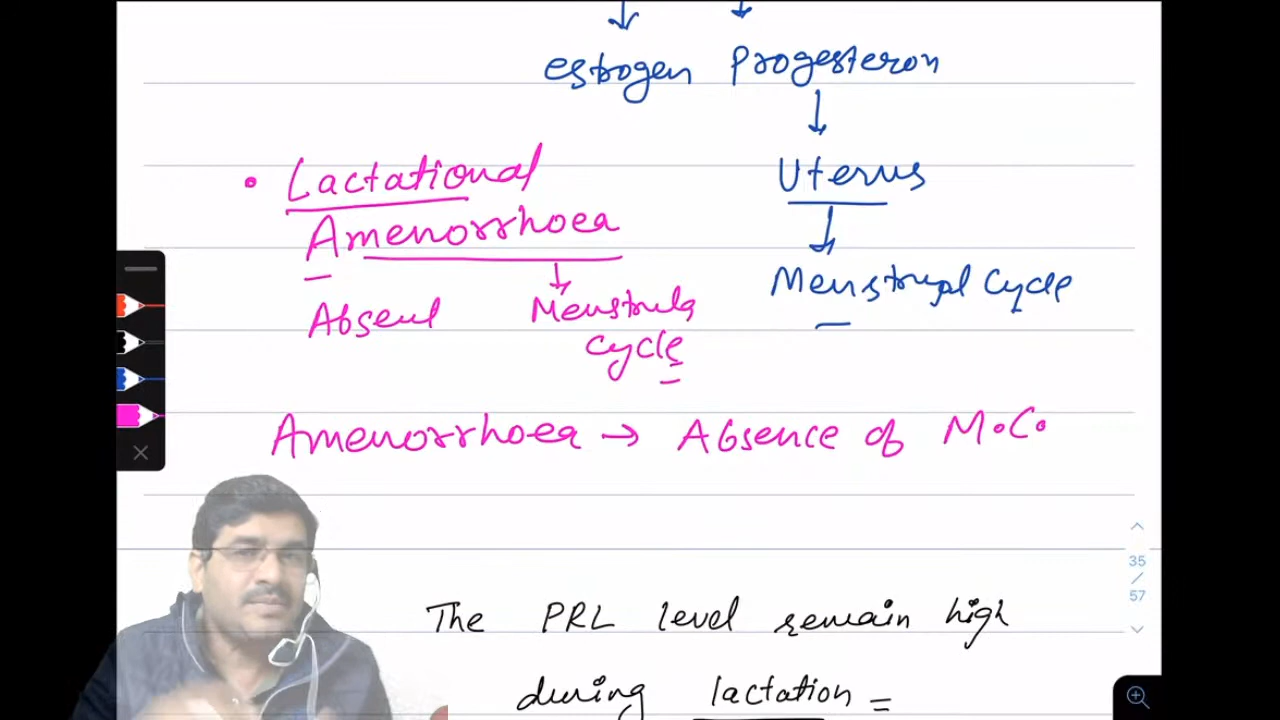 estrogen Progesteron
Uterus
Menstrual Cycle
• Lactational
Amenorrhoea
Absent
Menstrula
cycle
Amenorrhoea → Absence of M.C.
35
/
57
The PRL level remain high
during lactation =